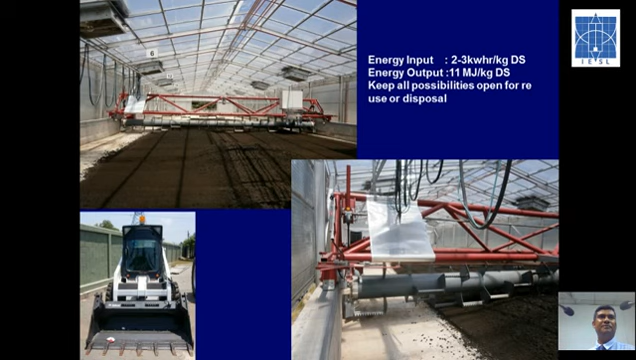 Energy Input    : 2-3kwhr/kg DS
Energy Output :11 MJ/kg DS
Keep all possibilities open for re
use or disposal
I E S L
6